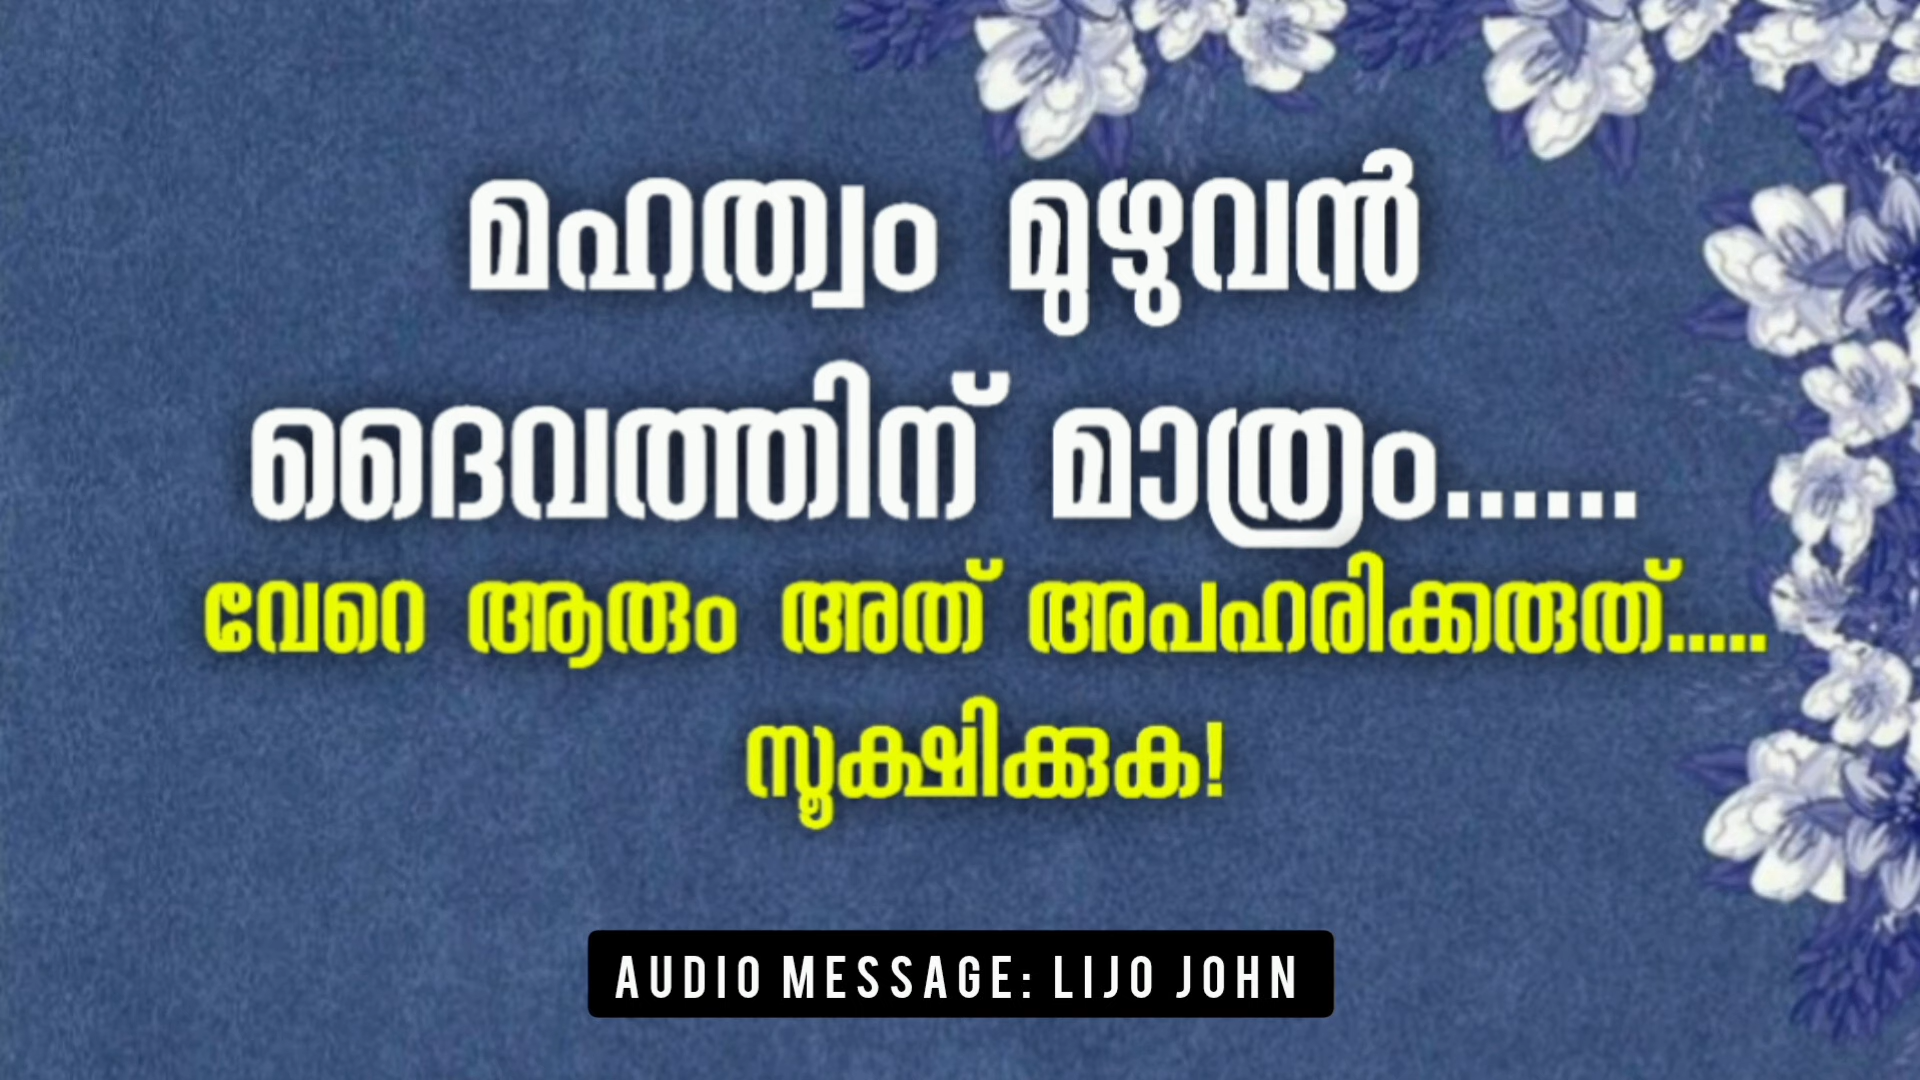 മഹത്വം മുഴുവൻ
ദൈവത്തിന് മാത്രം......
വേറെ ആരും അത് അപഹരിക്കരുത്.....
സൂക്ഷിക്കുക!
AUDIO MESSAGE: LIJO JOHN